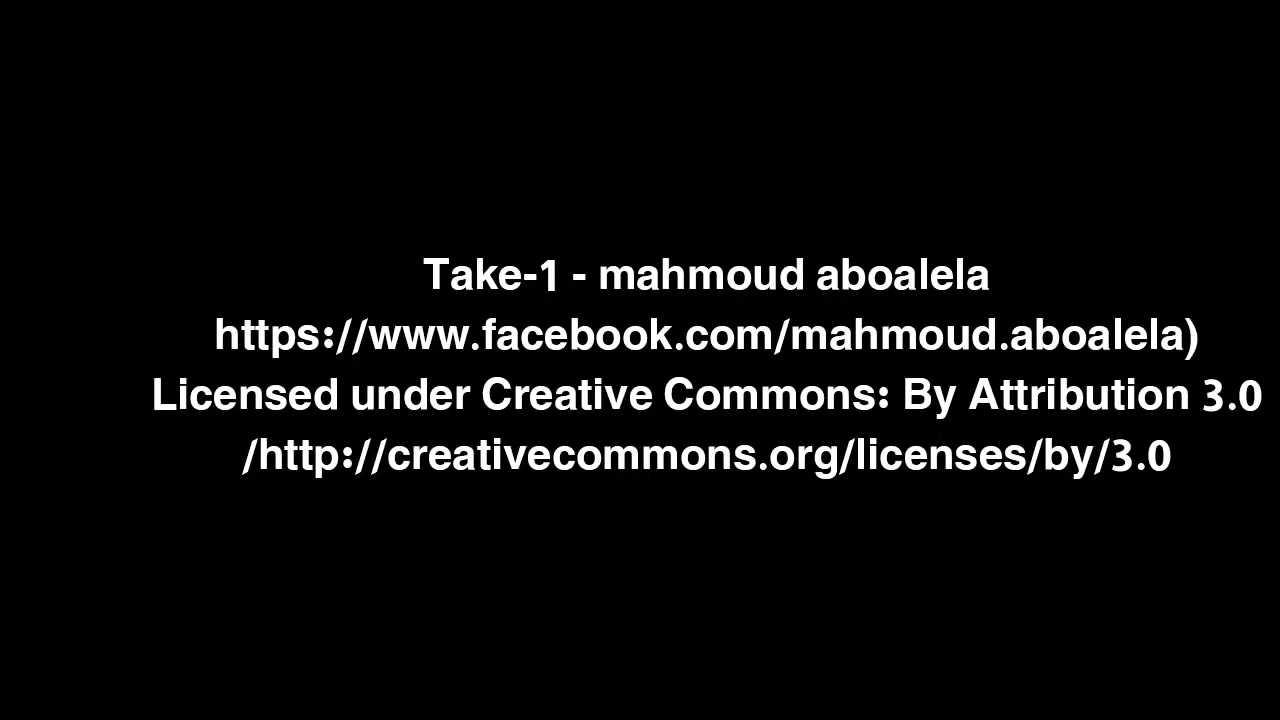 Take-1 - mahmoud aboalela
https://www.facebook.com/mahmoud.aboalela)
Licensed under Creative Commons: By Attribution 3.0
/http://creativecommons.org/licenses/by/3.0